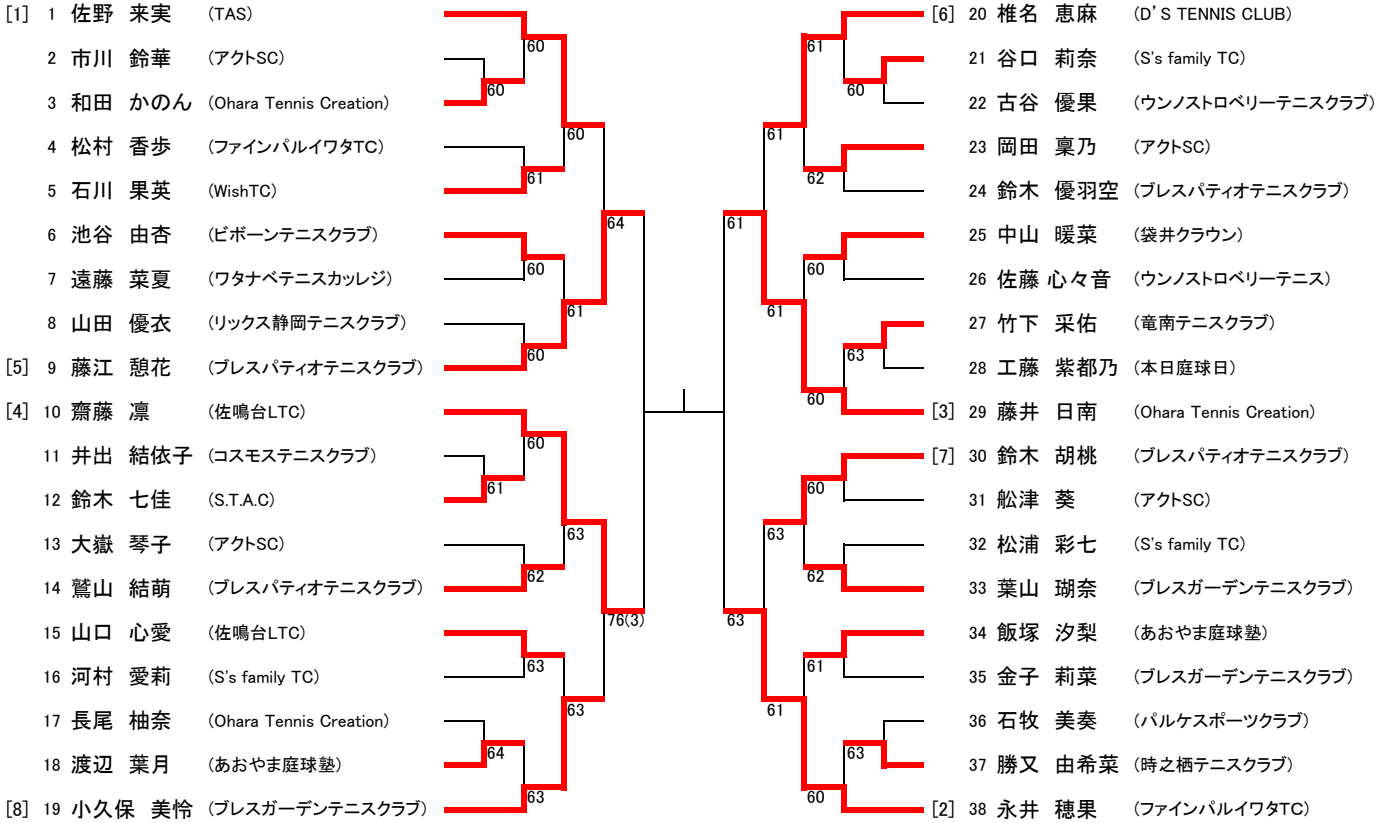 [1] 1 佐野 来実 (TAS)
2 市川 鈴華 (アクトSC)
3 和田 かのん (Ohara Tennis Creation)
4 松村 香歩 (ファインパルイワタTC)
5 石川 果英 (WishTC)
6 池谷 由杏 (ビボーンテニスクラブ)
7 遠藤 菜夏 (ワタナベテニスカッレジ)
8 山田 優衣 (リックス静岡テニスクラブ)
[5] 9 藤江 憩花 (ブレスパティオテニスクラブ)
[4] 10 齋藤 凛 (佐鳴台LTC)
11 井出 結依子 (コスモステニスクラブ)
12 鈴木 七佳 (S.T.A.C)
13 大嶽 琴子 (アクトSC)
14 鷲山 結萌 (ブレスパティオテニスクラブ)
15 山口 心愛 (佐鳴台LTC)
16 河村 愛莉 (S's family TC)
17 長尾 柚奈 (Ohara Tennis Creation)
18 渡辺 葉月 (あおやま庭球塾)
[8] 19 小久保 美怜 (ブレスガーデンテニスクラブ)
60
60
60
61
60
61
60
64
60
61
63
62
63
63
64
63
76(3)
61
60
61
62
61
60
61
63
60
60
63
62
63
61
61
63
60
[6] 20 椎名 恵麻 (D'S TENNIS CLUB)
21 谷口 莉奈 (S's family TC)
22 古谷 優果 (ウンノストロベリーテニスクラブ)
23 岡田 稟乃 (アクトSC)
24 鈴木 優羽空 (ブレスパティオテニスクラブ)
25 中山 暖菜 (袋井クラウン)
26 佐藤 心々音 (ウンノストロベリーテニス)
27 竹下 采佑 (竜南テニスクラブ)
28 工藤 紫都乃 (本日庭球日)
[3] 29 藤井 日南 (Ohara Tennis Creation)
[7] 30 鈴木 胡桃 (ブレスパティオテニスクラブ)
31 舩津 葵 (アクトSC)
32 松浦 彩七 (S's family TC)
33 葉山 瑚奈 (ブレスガーデンテニスクラブ)
34 飯塚 汐梨 (あおやま庭球塾)
35 金子 莉菜 (ブレスガーデンテニスクラブ)
36 石牧 美奏 (パルケスポーツクラブ)
37 勝又 由希菜 (時之栖テニスクラブ)
[2] 38 永井 穂果 (ファインパルイワタTC)